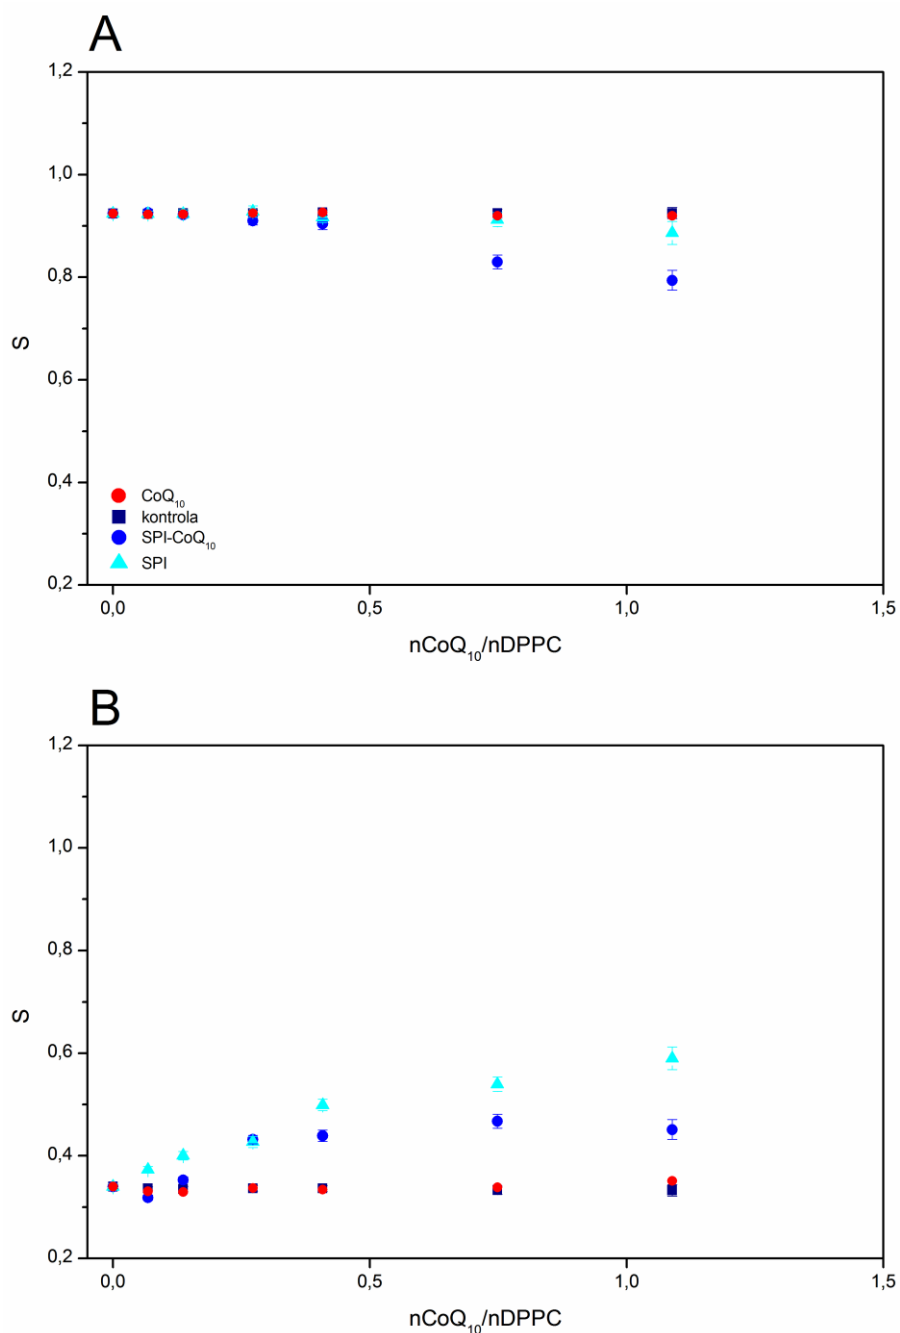 A
1,2
1,0
0,8
S
0,6
0,4
CoQ10
kontrola
SPI-CoQ10
SPI
0,2
0,0 0,5 1,0 1,5
nCoQ10/nDPPC
B
1,2
1,0
0,8
S
0,6
0,4
0,2
0,0 0,5 1,0 1,5
nCoQ10/nDPPC